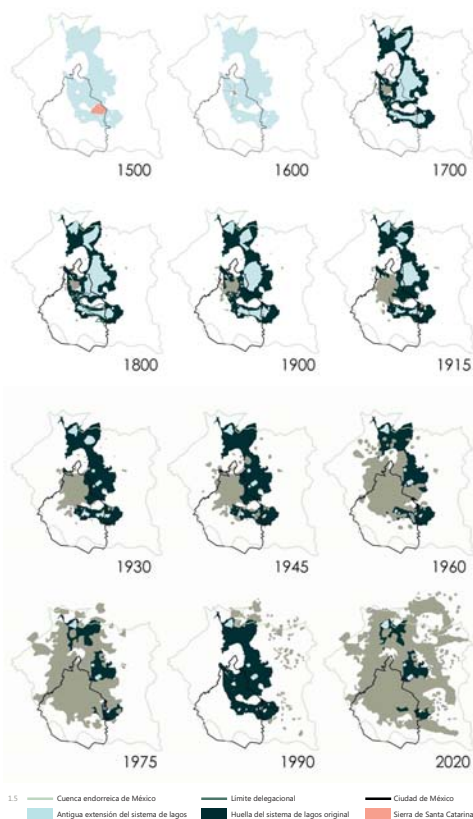 1500 1600 1700
1800 1900 1915
1930 1945 1960
1975 1990 2020
1.5 Cuenca endorreica de México Límite delegacional Ciudad de México
Antigua extensión del sistema de lagos Huella del sistema de lagos original Sierra de Santa Catarina